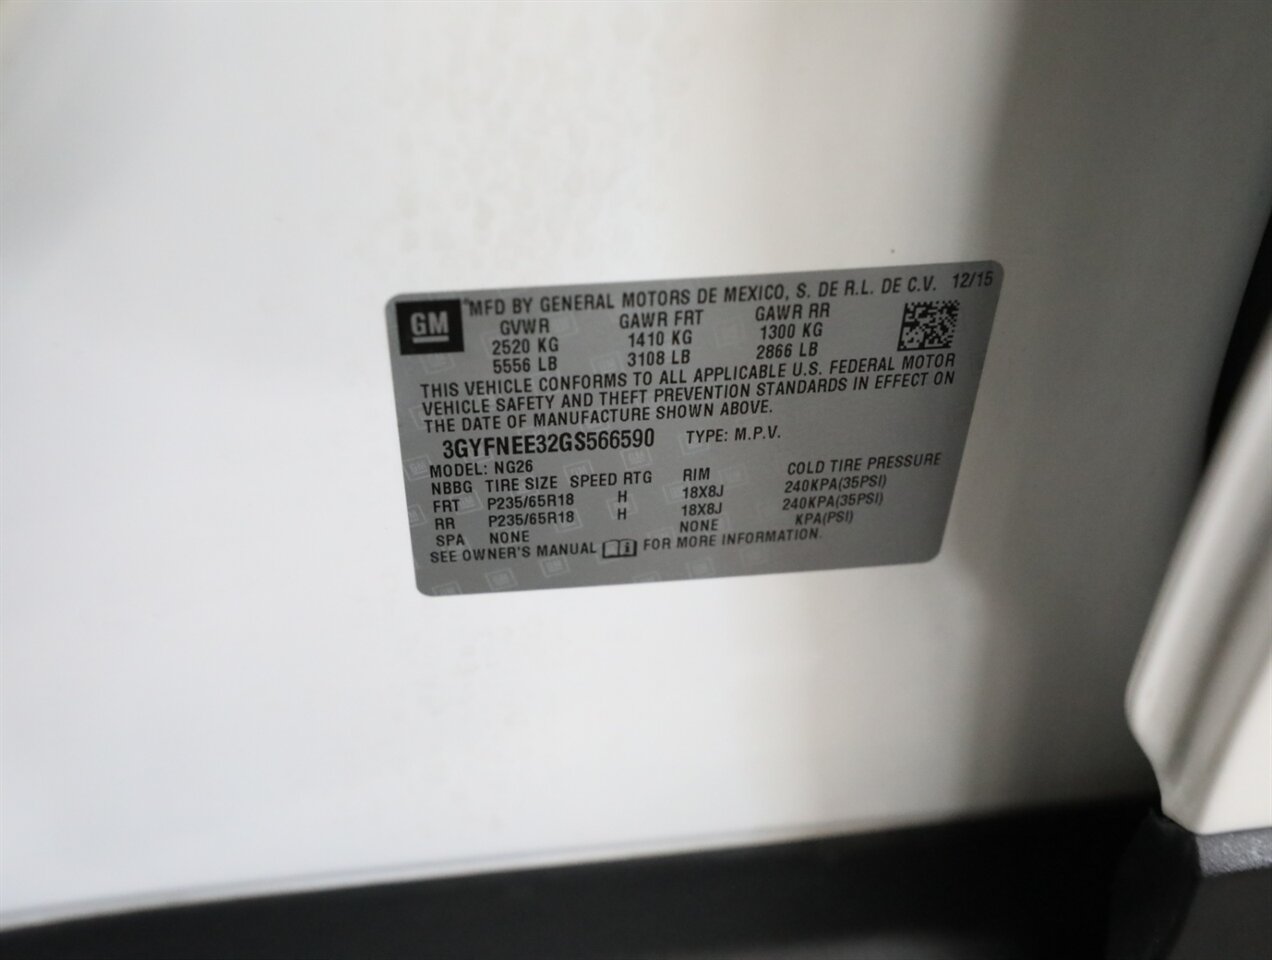 GM ®MFD BY GENERAL MOTORS DE MEXICO, S. DE R.L. DE C.V. 12/15
GVWR GAWR FRT GAWR RR
2520 KG 1410 KG 1300 KG
5556 LB 3108 LB 2866 LB
THIS VEHICLE CONFORMS TO ALL APPLICABLE U.S. FEDERAL MOTOR
VEHICLE SAFETY AND THEFT PREVENTION STANDARDS IN EFFECT ON
THE DATE OF MANUFACTURE SHOWN ABOVE.
3GYFNEE32GS566590 TYPE: M.P.V.
MODEL: NG26
NBBG TIRE SIZE SPEED RTG RIM COLD TIRE PRESSURE
FRT P235/65R18 H 18X8J 240KPA(35PSI)
RR P235/65R18 H 18X8J 240KPA(35PSI)
SPA NONE NONE KPA(PSI)
SEE OWNER'S MANUAL FOR MORE INFORMATION.